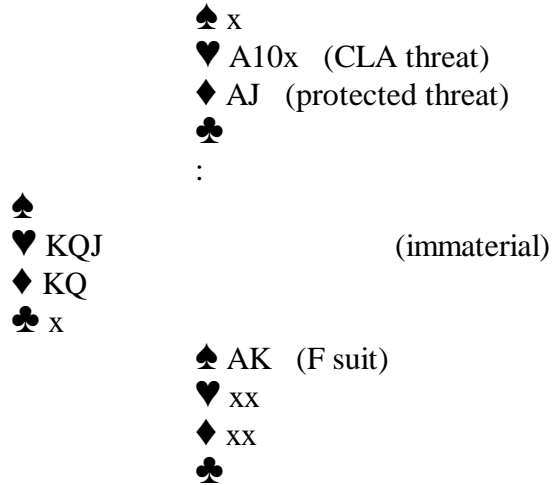 ♠ x
♥ A10x (CLA threat)
♦ AJ (protected threat)
♣
:
♠
♥ KQJ (immaterial)
♦ KQ
♣ x
♠ AK (F suit)
♥ xx
♦ xx
♣